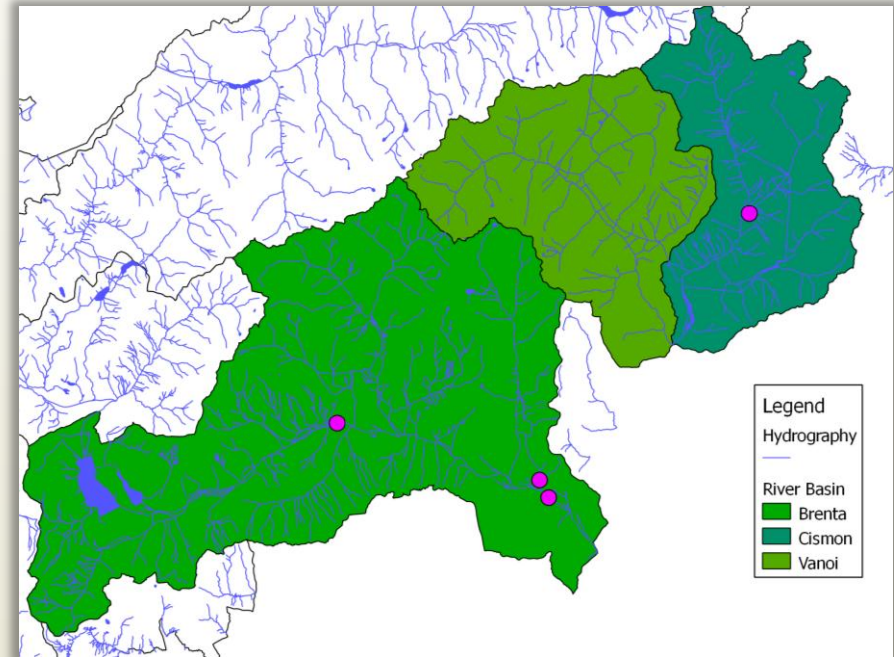 Legend
Hydrography
River Basin
Brenta
Cismon
Vanoi